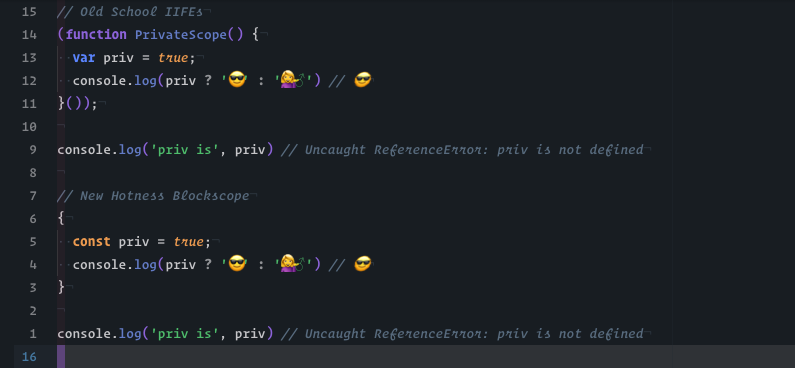 15 // Old School IIFEs
14 (function PrivateScope() {
13   var priv = true;
12   console.log(priv ? '😎' : '💁♂') // 😎
11 }());
10
9 console.log('priv is', priv) // Uncaught ReferenceError: priv is not defined
8
7 // New Hotness Blockscope
6 {
5   const priv = true;
4   console.log(priv ? '😎' : '💁♂') // 😎
3 }
2
1 console.log('priv is', priv) // Uncaught ReferenceError: priv is not defined
16